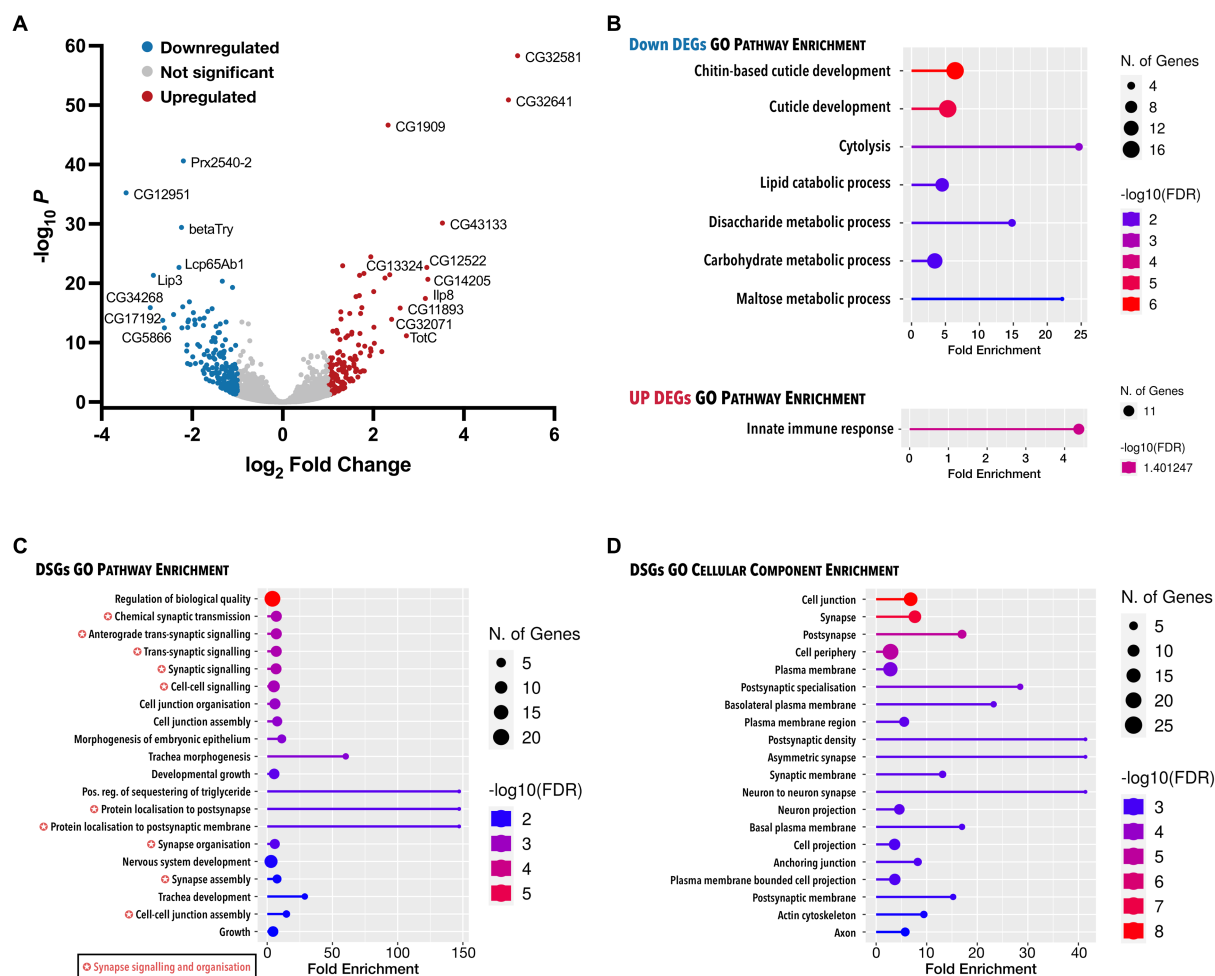 A
60
50
40
30
20
10
0
-log10 P
-4
-2
0
2
4
6
log2 Fold Change
Downregulated
Not significant
Upregulated
CG32581
CG32641
CG1909
Prx2540-2
CG12951
CG43133
betaTry
Lcp65Ab1
Lip3
CG13324
CG12522
CG14205
CG34268
Ilp8
CG11893
CG17192
CG32071
CG5866
TotC
B
Down DEGs GO Pathway Enrichment
Chitin-based cuticle development
Cuticle development
Cytolysis
Lipid catabolic process
Disaccharide metabolic process
Carbohydrate metabolic process
Maltose metabolic process
0
5
10
15
20
25
Fold Enrichment
N. of Genes
4
8
12
16
-log10(FDR)
2
3
4
5
6
UP DEGs GO Pathway Enrichment
Innate immune response
0
1
2
3
4
Fold Enrichment
N. of Genes
11
-log10(FDR)
1.401247
C
DSGs GO Pathway Enrichment
Regulation of biological quality
✪ Chemical synaptic transmission
✪ Anterograde trans-synaptic signalling
✪ Trans-synaptic signalling
✪ Synaptic signalling
✪ Cell-cell signalling
Cell junction organisation
Cell junction assembly
Morphogenesis of embryonic epithelium
Trachea morphogenesis
Developmental growth
Pos. reg. of sequestering of triglyceride
✪ Protein localisation to postsynapse
✪ Protein localisation to postsynaptic membrane
✪ Synapse organisation
Nervous system development
✪ Synapse assembly
Trachea development
✪ Cell-cell junction assembly
Growth
0
50
100
150
Fold Enrichment
✪ Synapse signalling and organisation
N. of Genes
5
10
15
20
-log10(FDR)
2
3
4
5
D
DSGs GO Cellular Component Enrichment
Cell junction
Synapse
Postsynapse
Cell periphery
Plasma membrane
Postsynaptic specialisation
Basolateral plasma membrane
Plasma membrane region
Postsynaptic density
Asymmetric synapse
Synaptic membrane
Neuron to neuron synapse
Neuron projection
Basal plasma membrane
Cell projection
Anchoring junction
Plasma membrane bounded cell projection
Postsynaptic membrane
Actin cytoskeleton
Axon
0
10
20
30
40
Fold Enrichment
N. of Genes
5
10
15
20
25
-log10(FDR)
3
4
5
6
7
8